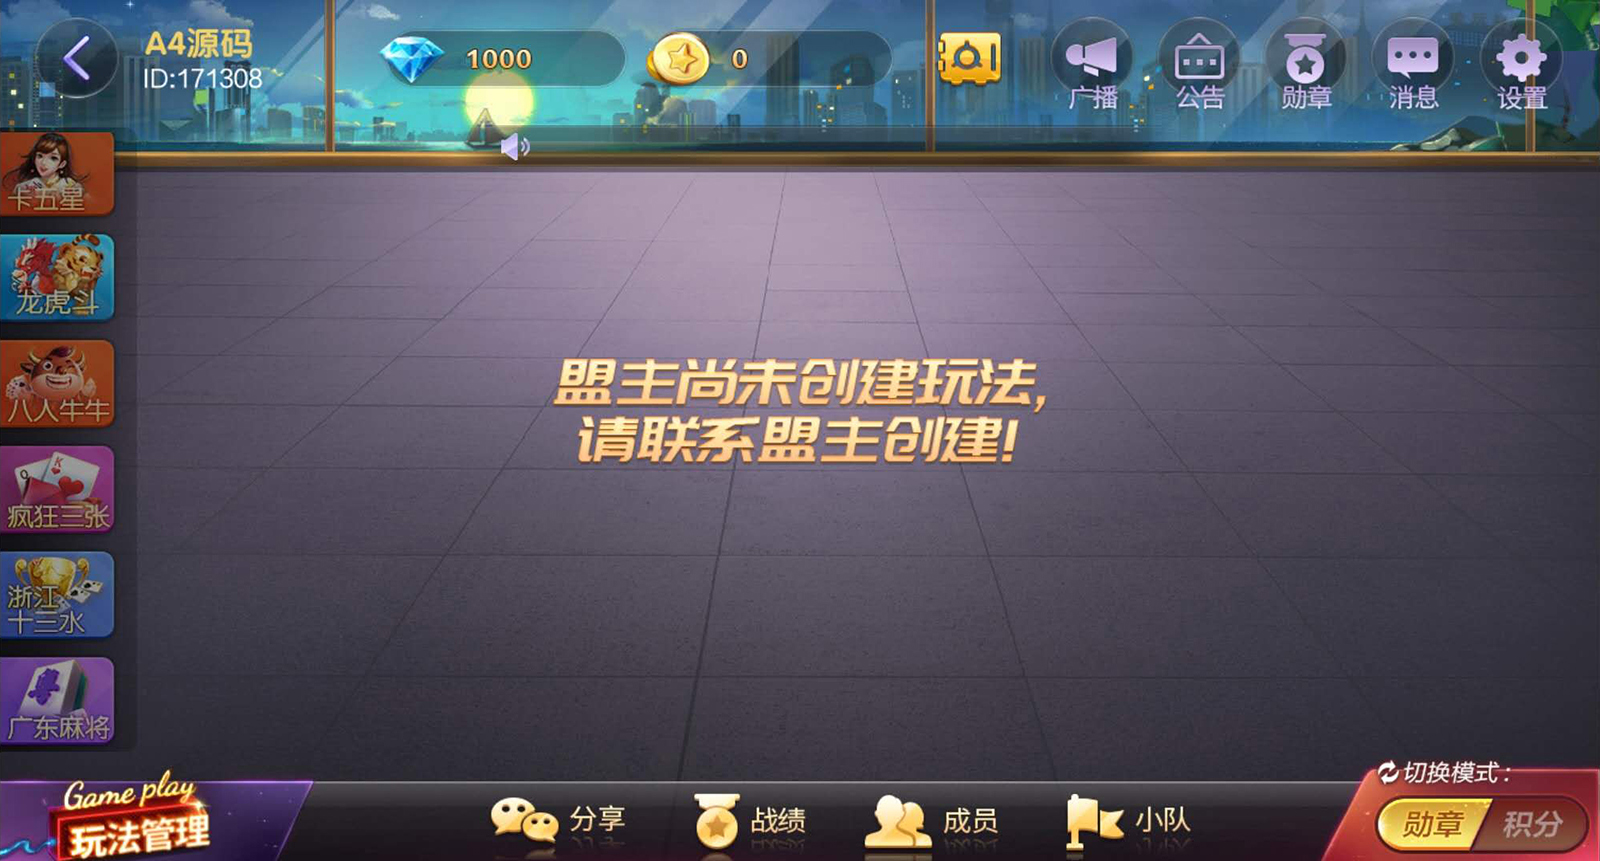 A4源码
ID:171308
1000
0
广播
公告
勋章
消息
设置
卡五星
龙虎斗
八人牛牛
疯狂三张
浙江
十三水
粤
广东麻将
盟主尚未创建玩法,
请联系盟主创建!
Game play
玩法管理
分享
战绩
成员
小队
切换模式:
勋章
积分